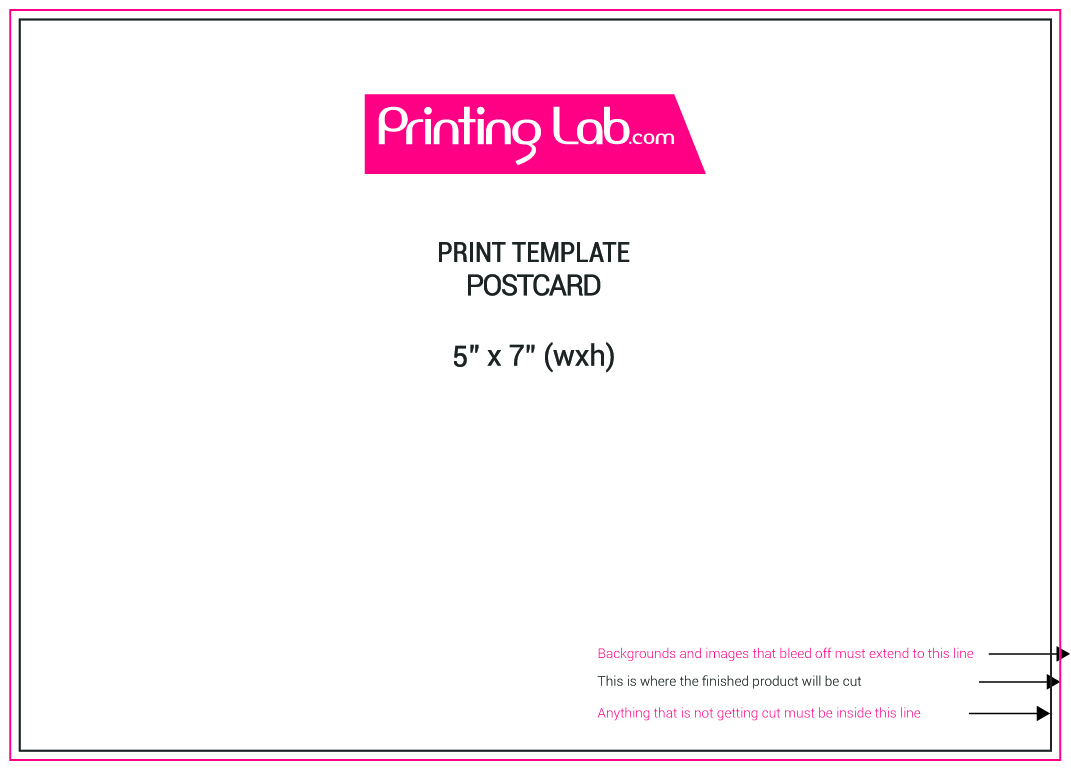 Printing Lab.com
PRINT TEMPLATE
POSTCARD
5" x 7" (wxh)
Backgrounds and images that bleed off must extend to this line
This is where the finished product will be cut
Anything that is not getting cut must be inside this line